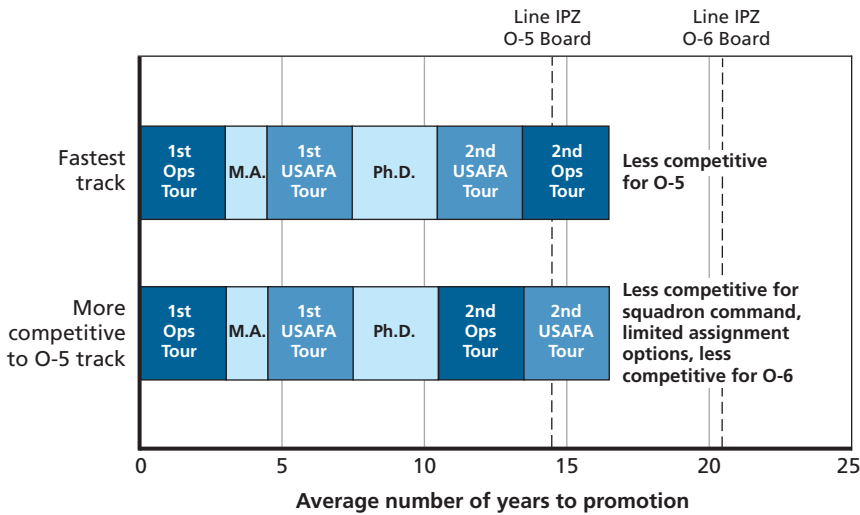 Line IPZ
O-5 Board
Line IPZ
O-6 Board
Fastest
track
1st
Ops
Tour
M.A.
1st
USAFA
Tour
Ph.D.
2nd
USAFA
Tour
2nd
Ops
Tour
Less competitive
for O-5
More
competitive
to O-5 track
1st
Ops
Tour
M.A.
1st
USAFA
Tour
Ph.D.
2nd
Ops
Tour
2nd
USAFA
Tour
Less competitive for
squadron command,
limited assignment
options, less
competitive for O-6
0
5
10
15
20
25
Average number of years to promotion